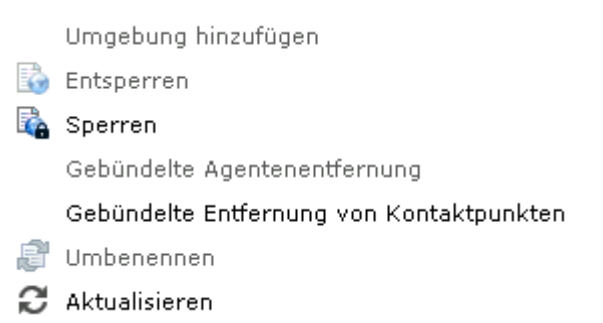 Umgebung hinzufügen
Entsperren
Sperren
Gebündelte Agentenentfernung
Gebündelte Entfernung von Kontaktpunkten
Umbenennen
Aktualisieren